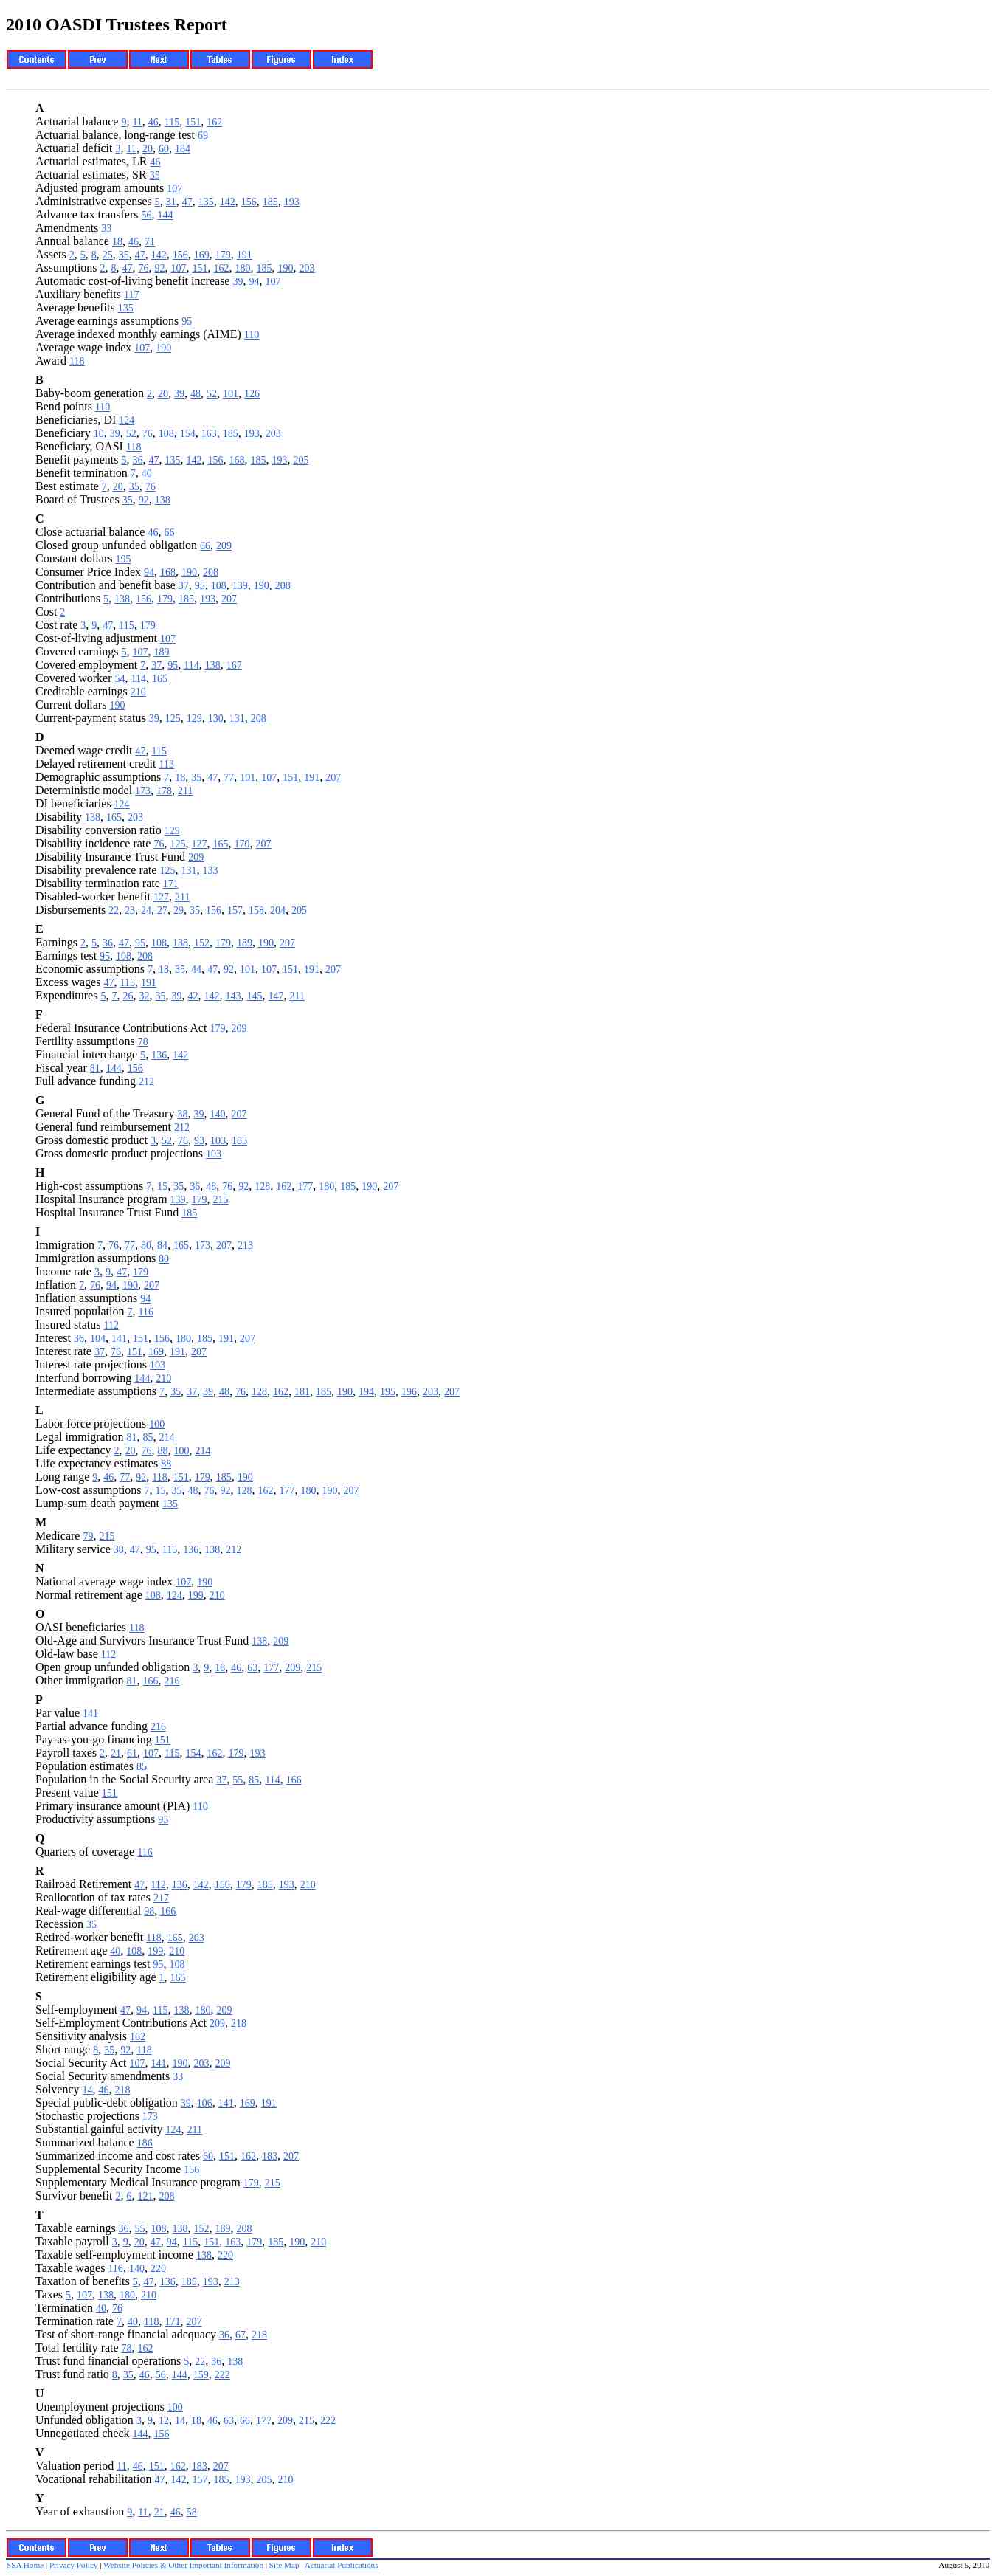 2010 OASDI Trustees Report
Contents Prev Next Tables Figures Index
A
Actuarial balance 9, 11, 46, 115, 151, 162
Actuarial balance, long-range test 69
Actuarial deficit 3, 11, 20, 60, 184
Actuarial estimates, LR 46
Actuarial estimates, SR 35
Adjusted program amounts 107
Administrative expenses 5, 31, 47, 135, 142, 156, 185, 193
Advance tax transfers 56, 144
Amendments 33
Annual balance 18, 46, 71
Assets 2, 5, 8, 25, 35, 47, 142, 156, 169, 179, 191
Assumptions 2, 8, 47, 76, 92, 107, 151, 162, 180, 185, 190, 203
Automatic cost-of-living benefit increase 39, 94, 107
Auxiliary benefits 117
Average benefits 135
Average earnings assumptions 95
Average indexed monthly earnings (AIME) 110
Average wage index 107, 190
Award 118
B
Baby-boom generation 2, 20, 39, 48, 52, 101, 126
Bend points 110
Beneficiaries, DI 124
Beneficiary 10, 39, 52, 76, 108, 154, 163, 185, 193, 203
Beneficiary, OASI 118
Benefit payments 5, 36, 47, 135, 142, 156, 168, 185, 193, 205
Benefit termination 7, 40
Best estimate 7, 20, 35, 76
Board of Trustees 35, 92, 138
C
Close actuarial balance 46, 66
Closed group unfunded obligation 66, 209
Constant dollars 195
Consumer Price Index 94, 168, 190, 208
Contribution and benefit base 37, 95, 108, 139, 190, 208
Contributions 5, 138, 156, 179, 185, 193, 207
Cost 2
Cost rate 3, 9, 47, 115, 179
Cost-of-living adjustment 107
Covered earnings 5, 107, 189
Covered employment 7, 37, 95, 114, 138, 167
Covered worker 54, 114, 165
Creditable earnings 210
Current dollars 190
Current-payment status 39, 125, 129, 130, 131, 208
D
Deemed wage credit 47, 115
Delayed retirement credit 113
Demographic assumptions 7, 18, 35, 47, 77, 101, 107, 151, 191, 207
Deterministic model 173, 178, 211
DI beneficiaries 124
Disability 138, 165, 203
Disability conversion ratio 129
Disability incidence rate 76, 125, 127, 165, 170, 207
Disability Insurance Trust Fund 209
Disability prevalence rate 125, 131, 133
Disability termination rate 171
Disabled-worker benefit 127, 211
Disbursements 22, 23, 24, 27, 29, 35, 156, 157, 158, 204, 205
E
Earnings 2, 5, 36, 47, 95, 108, 138, 152, 179, 189, 190, 207
Earnings test 95, 108, 208
Economic assumptions 7, 18, 35, 44, 47, 92, 101, 107, 151, 191, 207
Excess wages 47, 115, 191
Expenditures 5, 7, 26, 32, 35, 39, 42, 142, 143, 145, 147, 211
F
Federal Insurance Contributions Act 179, 209
Fertility assumptions 78
Financial interchange 5, 136, 142
Fiscal year 81, 144, 156
Full advance funding 212
G
General Fund of the Treasury 38, 39, 140, 207
General fund reimbursement 212
Gross domestic product 3, 52, 76, 93, 103, 185
Gross domestic product projections 103
H
High-cost assumptions 7, 15, 35, 36, 48, 76, 92, 128, 162, 177, 180, 185, 190, 207
Hospital Insurance program 139, 179, 215
Hospital Insurance Trust Fund 185
I
Immigration 7, 76, 77, 80, 84, 165, 173, 207, 213
Immigration assumptions 80
Income rate 3, 9, 47, 179
Inflation 7, 76, 94, 190, 207
Inflation assumptions 94
Insured population 7, 116
Insured status 112
Interest 36, 104, 141, 151, 156, 180, 185, 191, 207
Interest rate 37, 76, 151, 169, 191, 207
Interest rate projections 103
Interfund borrowing 144, 210
Intermediate assumptions 7, 35, 37, 39, 48, 76, 128, 162, 181, 185, 190, 194, 195, 196, 203, 207
L
Labor force projections 100
Legal immigration 81, 85, 214
Life expectancy 2, 20, 76, 88, 100, 214
Life expectancy estimates 88
Long range 9, 46, 77, 92, 118, 151, 179, 185, 190
Low-cost assumptions 7, 15, 35, 48, 76, 92, 128, 162, 177, 180, 190, 207
Lump-sum death payment 135
M
Medicare 79, 215
Military service 38, 47, 95, 115, 136, 138, 212
N
National average wage index 107, 190
Normal retirement age 108, 124, 199, 210
O
OASI beneficiaries 118
Old-Age and Survivors Insurance Trust Fund 138, 209
Old-law base 112
Open group unfunded obligation 3, 9, 18, 46, 63, 177, 209, 215
Other immigration 81, 166, 216
P
Par value 141
Partial advance funding 216
Pay-as-you-go financing 151
Payroll taxes 2, 21, 61, 107, 115, 154, 162, 179, 193
Population estimates 85
Population in the Social Security area 37, 55, 85, 114, 166
Present value 151
Primary insurance amount (PIA) 110
Productivity assumptions 93
Q
Quarters of coverage 116
R
Railroad Retirement 47, 112, 136, 142, 156, 179, 185, 193, 210
Reallocation of tax rates 217
Real-wage differential 98, 166
Recession 35
Retired-worker benefit 118, 165, 203
Retirement age 40, 108, 199, 210
Retirement earnings test 95, 108
Retirement eligibility age 1, 165
S
Self-employment 47, 94, 115, 138, 180, 209
Self-Employment Contributions Act 209, 218
Sensitivity analysis 162
Short range 8, 35, 92, 118
Social Security Act 107, 141, 190, 203, 209
Social Security amendments 33
Solvency 14, 46, 218
Special public-debt obligation 39, 106, 141, 169, 191
Stochastic projections 173
Substantial gainful activity 124, 211
Summarized balance 186
Summarized income and cost rates 60, 151, 162, 183, 207
Supplemental Security Income 156
Supplementary Medical Insurance program 179, 215
Survivor benefit 2, 6, 121, 208
T
Taxable earnings 36, 55, 108, 138, 152, 189, 208
Taxable payroll 3, 9, 20, 47, 94, 115, 151, 163, 179, 185, 190, 210
Taxable self-employment income 138, 220
Taxable wages 116, 140, 220
Taxation of benefits 5, 47, 136, 185, 193, 213
Taxes 5, 107, 138, 180, 210
Termination 40, 76
Termination rate 7, 40, 118, 171, 207
Test of short-range financial adequacy 36, 67, 218
Total fertility rate 78, 162
Trust fund financial operations 5, 22, 36, 138
Trust fund ratio 8, 35, 46, 56, 144, 159, 222
U
Unemployment projections 100
Unfunded obligation 3, 9, 12, 14, 18, 46, 63, 66, 177, 209, 215, 222
Unnegotiated check 144, 156
V
Valuation period 11, 46, 151, 162, 183, 207
Vocational rehabilitation 47, 142, 157, 185, 193, 205, 210
Y
Year of exhaustion 9, 11, 21, 46, 58
Contents Prev Next Tables Figures Index
SSA Home | Privacy Policy | Website Policies & Other Important Information | Site Map | Actuarial Publications August 5, 2010